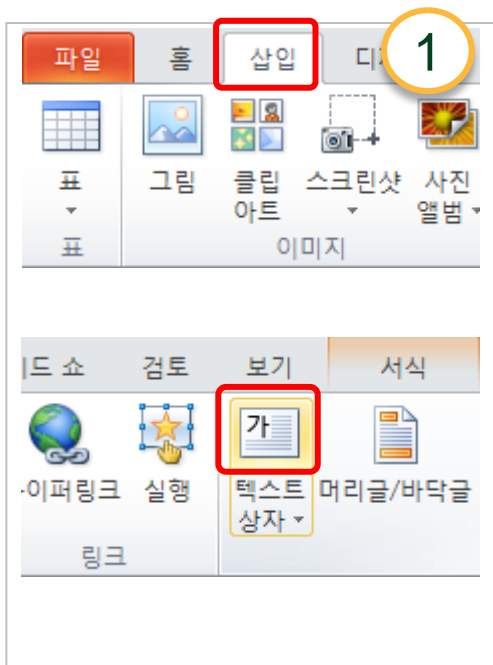 파일 홈 삽입 디 1
표 그림 클립 스크린샷 사진
아트 앨범
표 이미지
드 쇼 검토 보기 서식
가
이퍼링크 실행 텍스트 머리글/바닥글
상자
링크